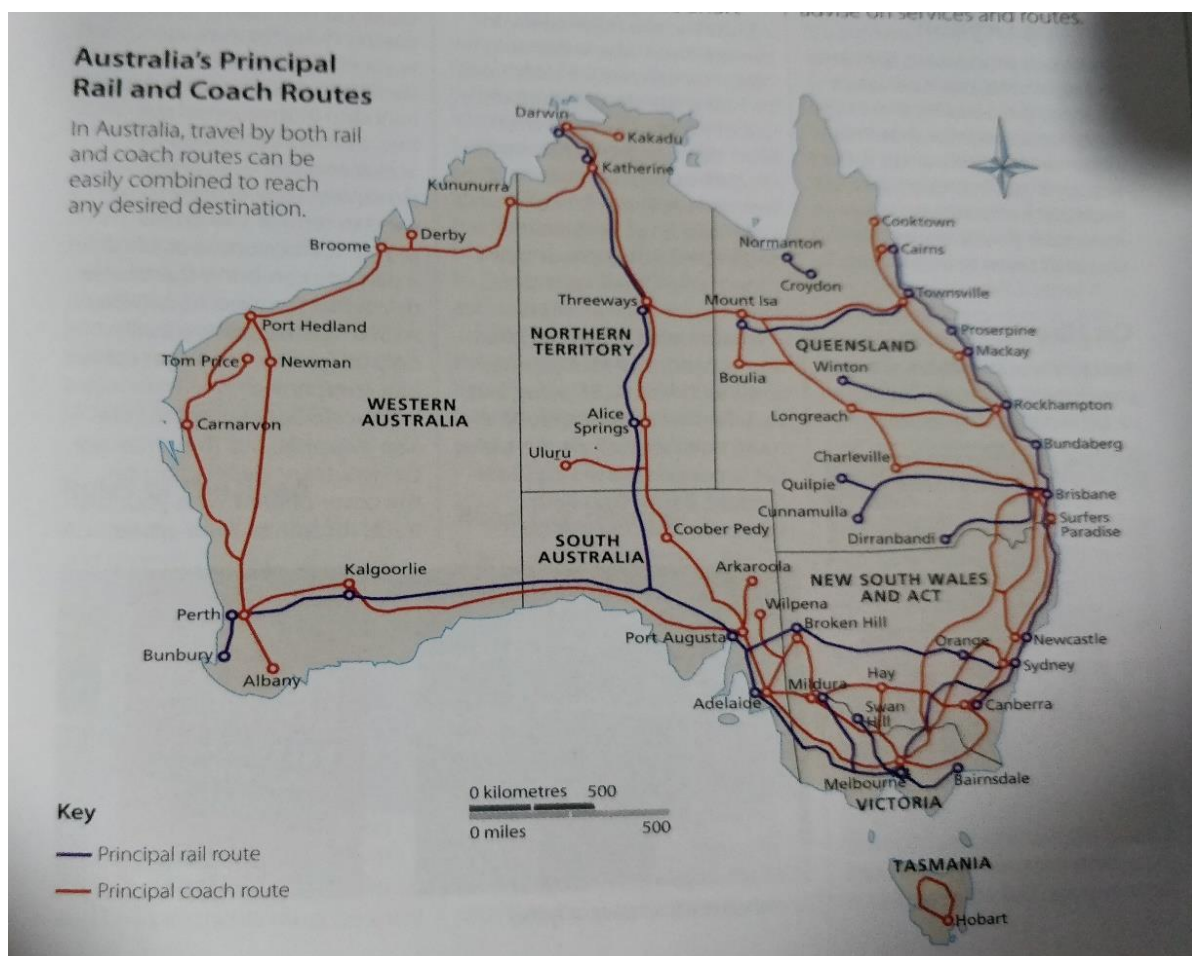 advise on services and routes.
Australia's Principal
Rail and Coach Routes
In Australia, travel by both rail
and coach routes can be
easily combined to reach
any desired destination.
Darwin
Kakadu
Katherine
Kununurra
Broome
Derby
Cooktown
Cairns
Normanton
Croydon
Townsville
Threeways
Mount Isa
Port Hedland
Proserpine
Mackay
NORTHERN
TERRITORY
QUEENSLAND
Tom Price
Newman
Boulia
Winton
WESTERN
AUSTRALIA
Alice
Springs
Longreach
Rockhampton
Carnarvon
Uluru
Charleville
Bundaberg
Quilpie
Brisbane
Cunnamulla
Surfers
Paradise
Coober Pedy
Dirranbandi
SOUTH
AUSTRALIA
Arkaroola
NEW SOUTH WALES
AND ACT
Kalgoorlie
Wilpena
Perth
Port Augusta
Broken Hill
Orange
Newcastle
Bunbury
Sydney
Albany
Hay
Mildura
Adelaide
Swan
Hill
Canberra
Melbourne
Bairnsdale
VICTORIA
0 kilometres 500
0 miles 500
Key
Principal rail route
Principal coach route
TASMANIA
Hobart